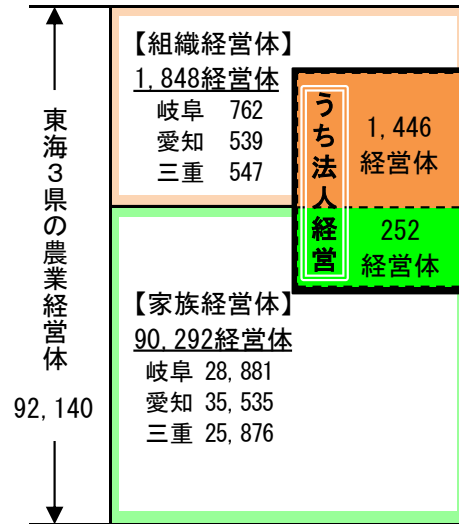 東海３県の農業経営体
92,140
【組織経営体】
1,848経営体
岐阜 762
愛知 539
三重 547
うち法人経営
1,446
経営体
252
経営体
【家族経営体】
90,292経営体
岐阜 28,881
愛知 35,535
三重 25,876